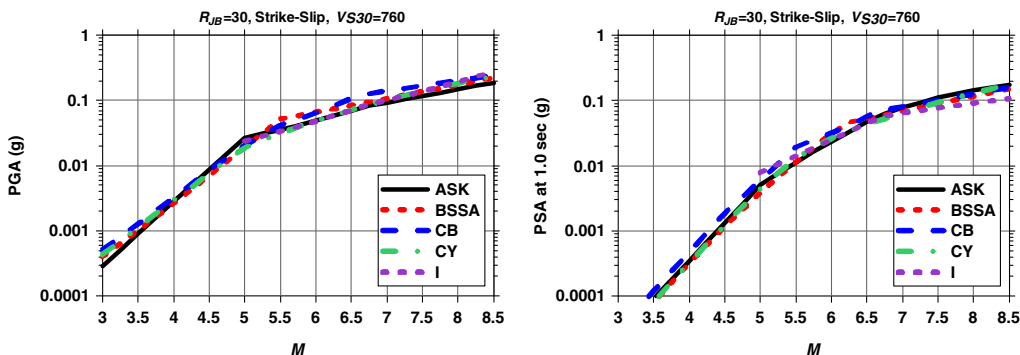 R_JB=30, Strike-Slip, VS30=760
PGA (g)
1
0.1
0.01
0.001
0.0001
3 3.5 4 4.5 5 5.5 6 6.5 7 7.5 8 8.5
M
ASK
BSSA
CB
CY
I
R_JB=30, Strike-Slip, VS30=760
PSA at 1.0 sec (g)
1
0.1
0.01
0.001
0.0001
3 3.5 4 4.5 5 5.5 6 6.5 7 7.5 8 8.5
M
ASK
BSSA
CB
CY
I